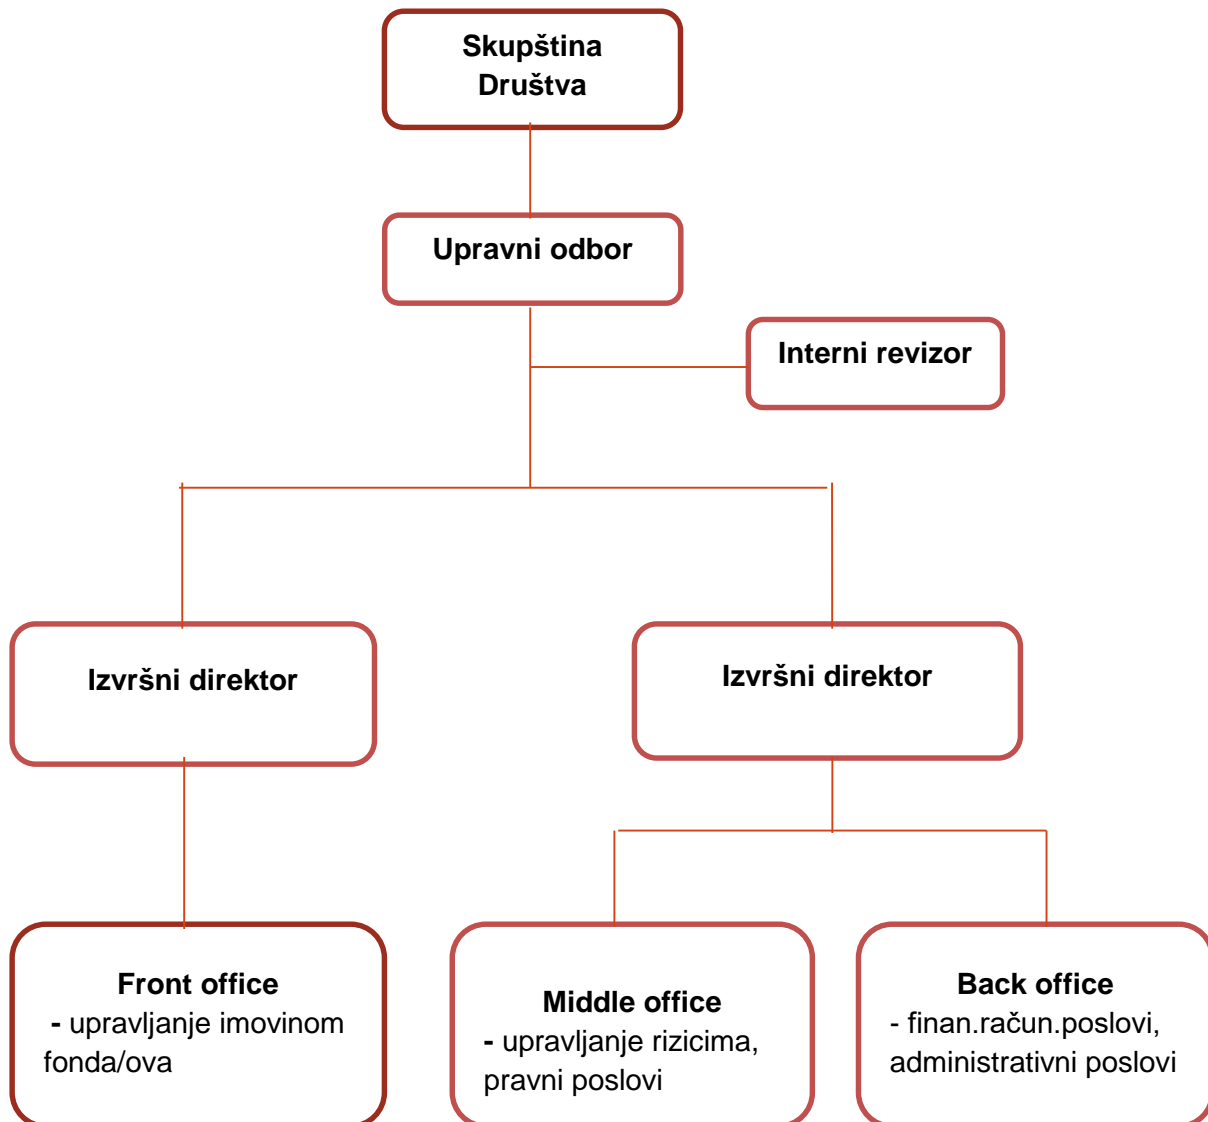 Skupština
Društva
Upravni odbor
Interni revizor
Izvršni direktor
Izvršni direktor
Front office
- upravljanje imovinom
fonda/ova
Middle office
- upravljanje rizicima,
pravni poslovi
Back office
- finan.račun.poslovi,
administrativni poslovi